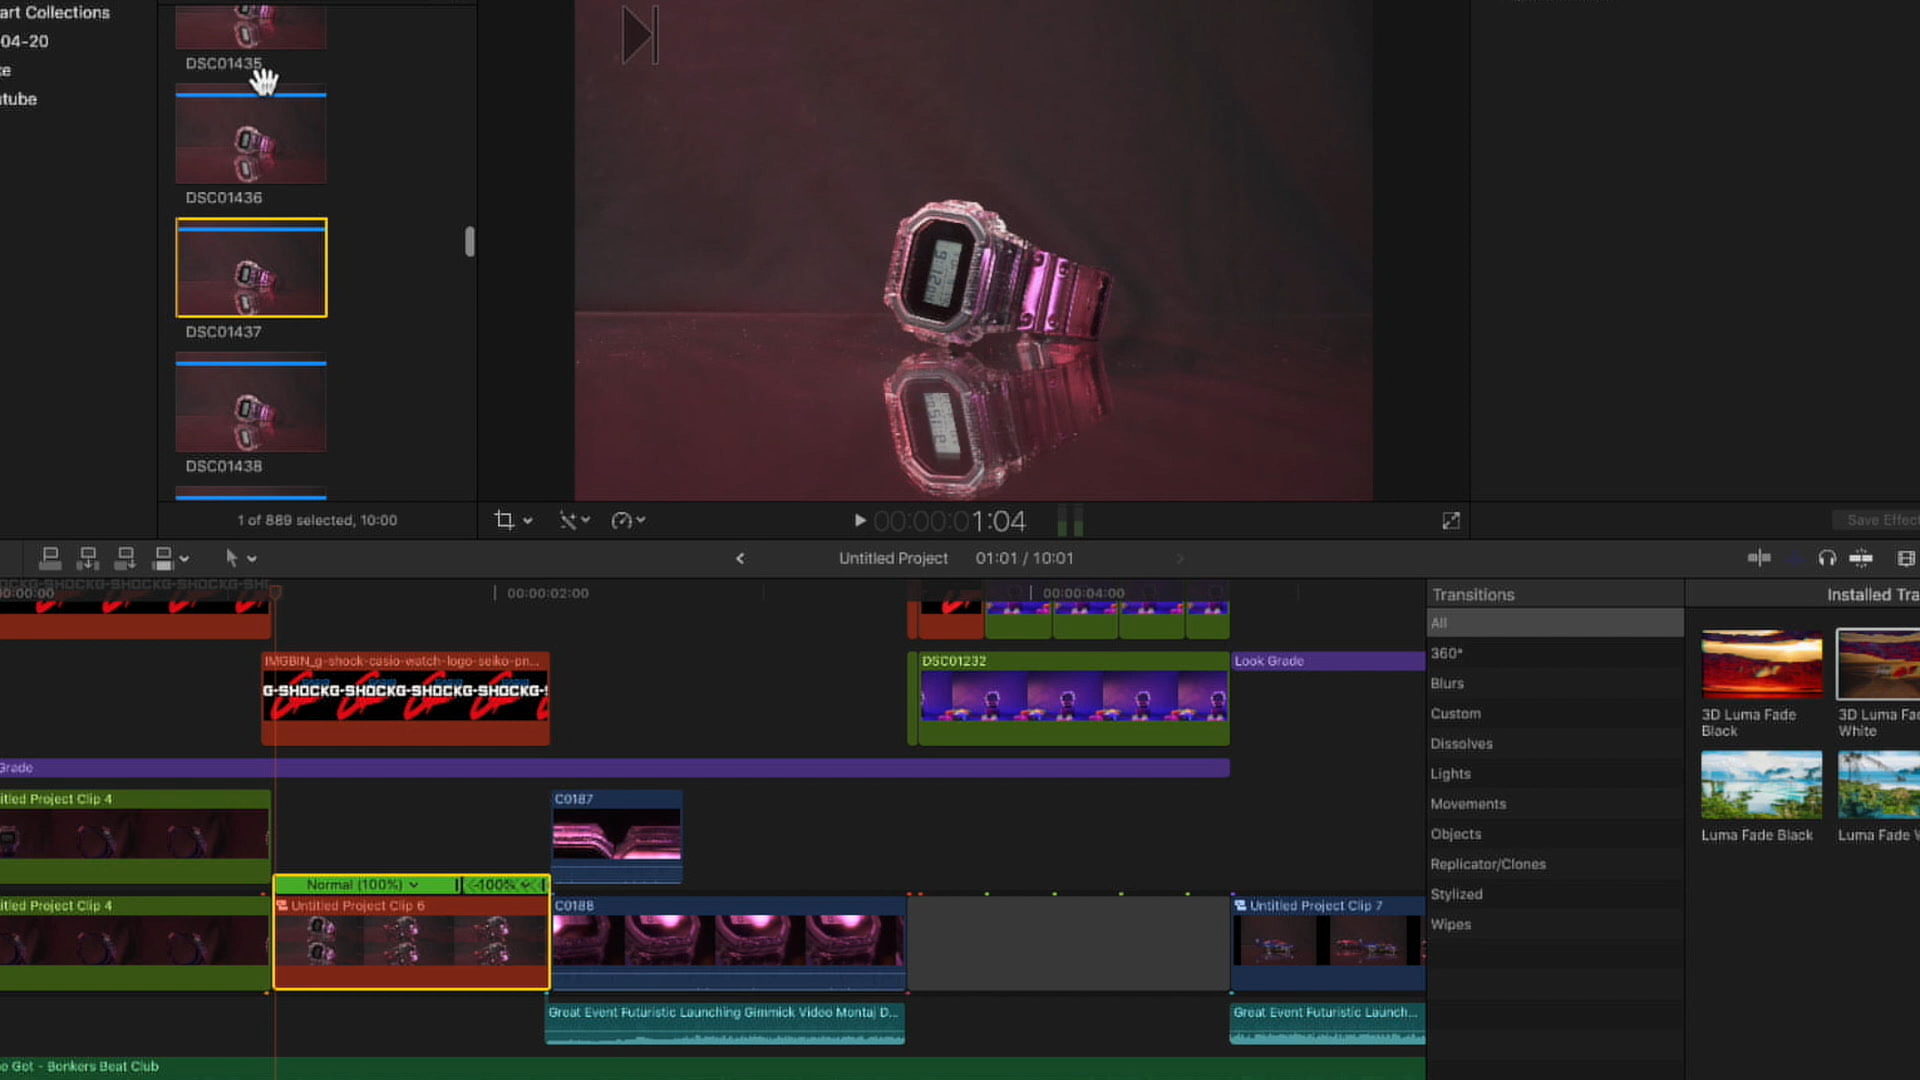 art Collections
04-20
te
utube
DSC01435
DSC01436
DSC01437
DSC01438
1 of 889 selected, 10:00
00:00:01:04
Save Effect
Untitled Project 01:01 / 10:01
00:00:00
00:00:02:00
00:00:04:00
Transitions
Installed Tra
All
360°
Blurs
Custom
Dissolves
Lights
Movements
Objects
Replicator/Clones
Stylized
Wipes
3D Luma Fade
Black
3D Luma Fa
White
Luma Fade Black
Luma Fade W
IMGBIN_g-shock-casio-watch-logo-seiko-pn...
G-SHOCKG-SHOCKG-SHOCKG-SHOCKG-S
DSC01232
Look Grade
Grade
itled Project Clip 4
C0187
Normal (100%)
-100%
itled Project Clip 4
Untitled Project Clip 6
C0188
Untitled Project Clip 7
Great Event Futuristic Launching Gimmick Video Montaj D...
Great Event Futuristic Launch...
o Got - Bonkers Beat Club